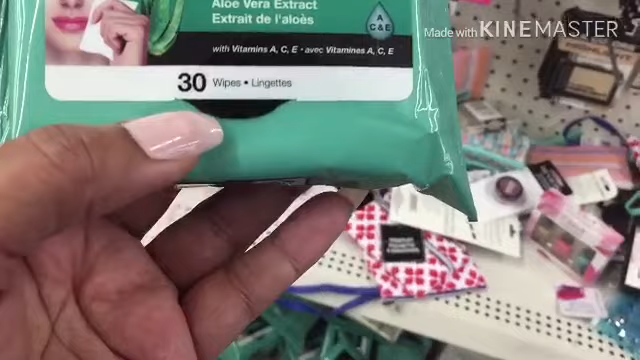 Aloe Vera Extract
Extrait de l'aloès
A
C & E
with Vitamins A, C, E • avec Vitamines A, C, E
30 Wipes • Lingettes
Made with KINEMASTER